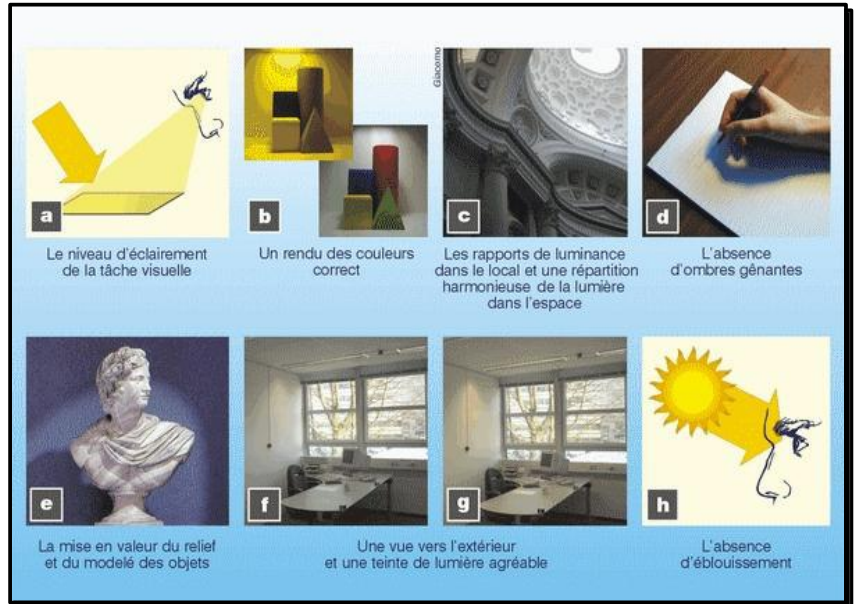 Giacomo
a
b
c
d
Le niveau d'éclairement
de la tâche visuelle
Un rendu des couleurs
correct
Les rapports de luminance
dans le local et une répartition
harmonieuse de la lumière
dans l'espace
L'absence
d'ombres gênantes
e
f
g
h
La mise en valeur du relief
et du modelé des objets
Une vue vers l'extérieur
et une teinte de lumière agréable
L'absence
d'éblouissement